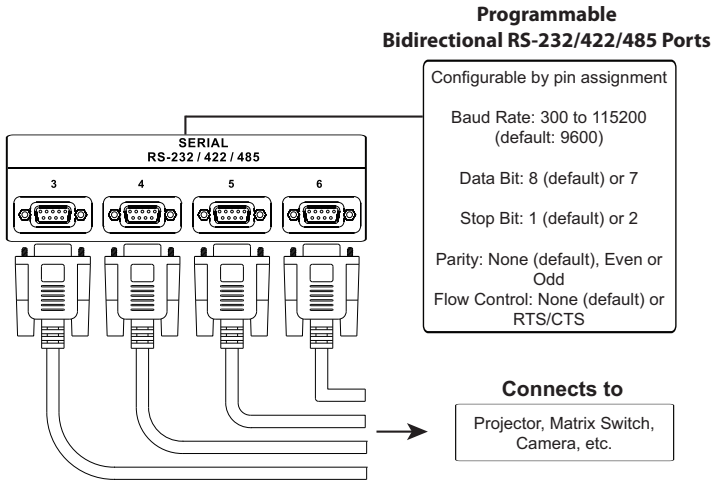 Programmable
Bidirectional RS-232/422/485 Ports
Configurable by pin assignment
Baud Rate: 300 to 115200
(default: 9600)
Data Bit: 8 (default) or 7
Stop Bit: 1 (default) or 2
Parity: None (default), Even or
Odd
Flow Control: None (default) or
RTS/CTS
SERIAL
RS-232 / 422 / 485
3 4 5 6
Connects to
Projector, Matrix Switch,
Camera, etc.